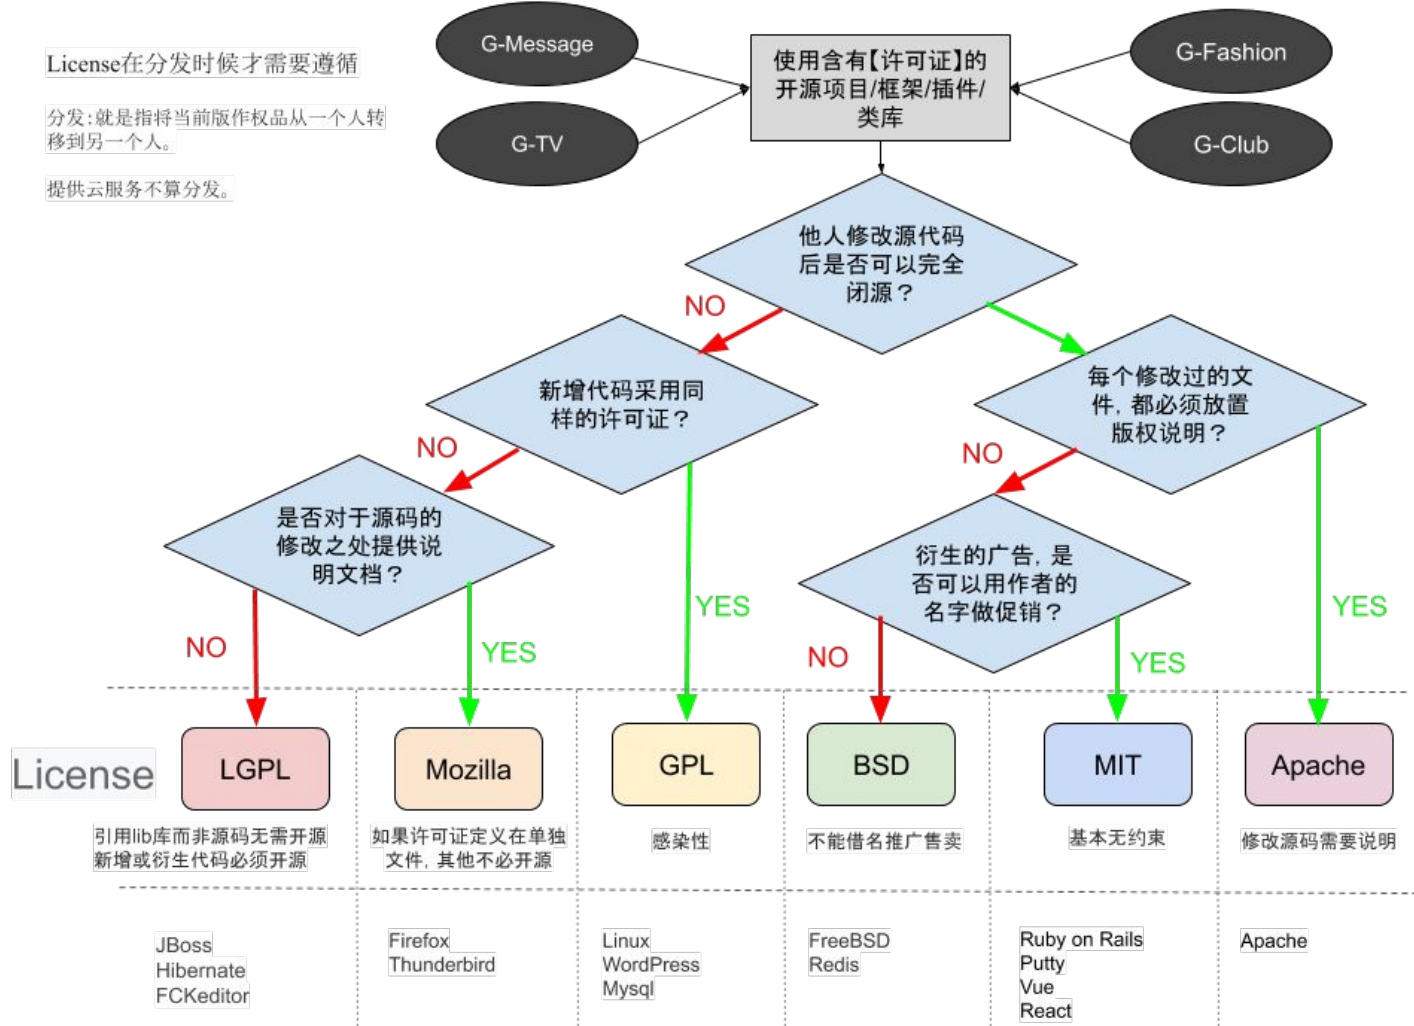 License在分发时候才需要遵循
分发:就是指将当前版作权品从一个人转
移到另一个人。
提供云服务不算分发。
G-Message
G-TV
使用含有【许可证】的
开源项目/框架/插件/
类库
G-Fashion
G-Club
他人修改源代码
后是否可以完全
闭源？
NO
新增代码采用同
样的许可证？
每个修改过的文
件, 都必须放置
版权说明？
NO
NO
是否对于源码的
修改之处提供说
明文档？
衍生的广告, 是
否可以用作者的
名字做促销？
YES
YES
NO
YES
NO
YES
License
LGPL
Mozilla
GPL
BSD
MIT
Apache
引用lib库而非源码无需开源
新增或衍生代码必须开源
如果许可证定义在单独
文件, 其他不必开源
感染性
不能借名推广售卖
基本无约束
修改源码需要说明
JBoss
Hibernate
FCKeditor
Firefox
Thunderbird
Linux
WordPress
Mysql
FreeBSD
Redis
Ruby on Rails
Putty
Vue
React
Apache